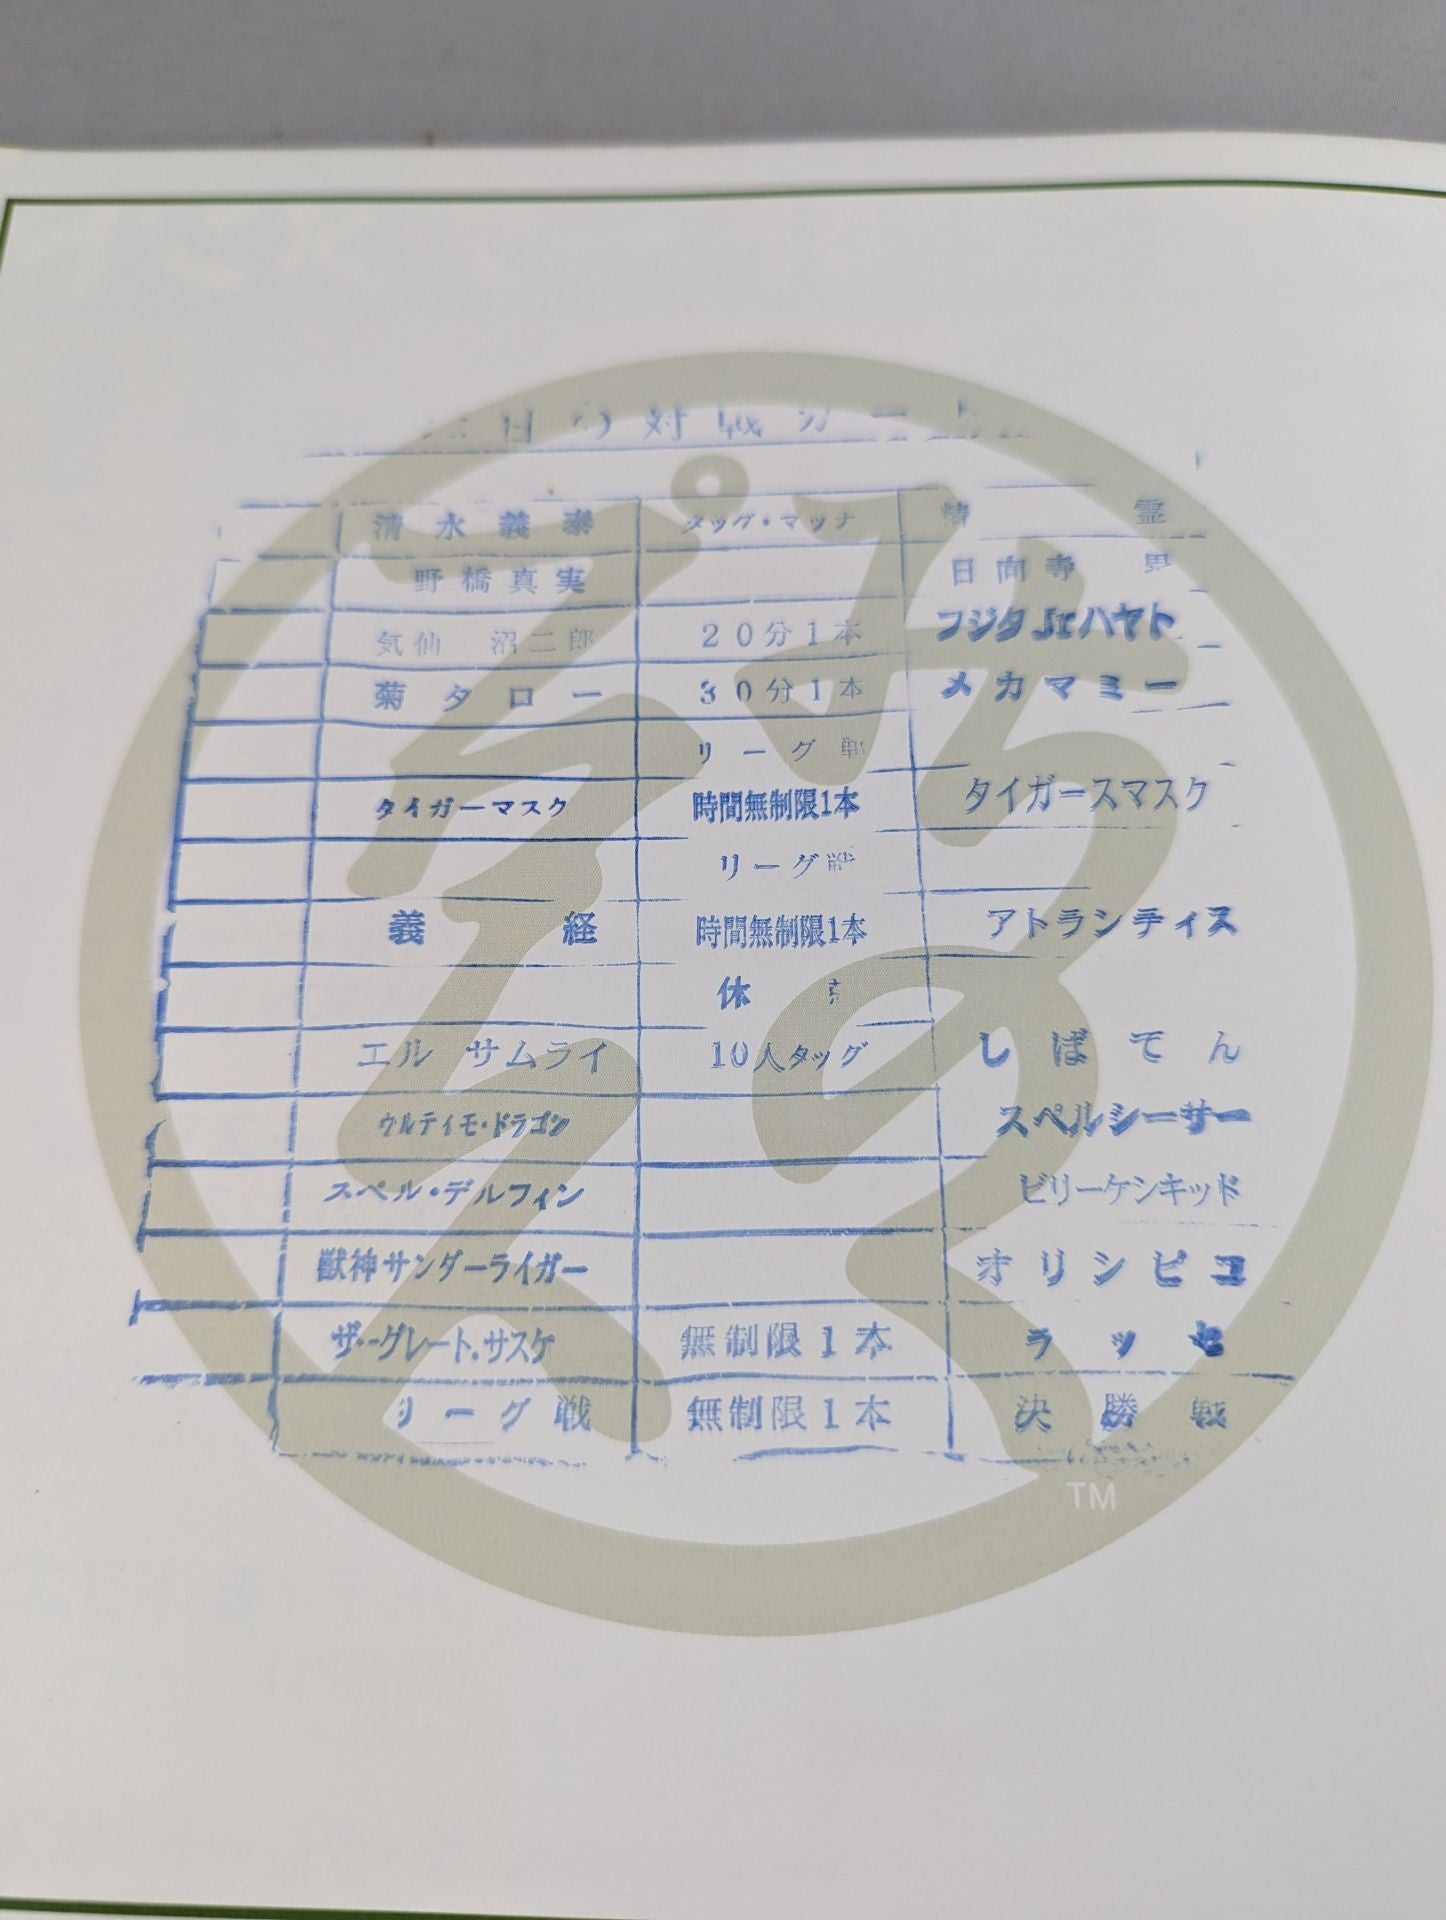 日の対戦カード
清水義泰 タッグ・マッチ 精霊
野橋真実 日向寺
気仙 沼二郎 20分1本 フジタJrハヤト
菊タロー 30分1本 メカマミー
リーグ戦
タイガーマスク 時間無制限1本 タイガースマスク
リーグ戦
義経 時間無制限1本 アトランティス
休
エル サムライ 10人タッグ しばてん
ウルティモ・ドラゴン スペルシーサー
スペル・デルフィン ビリーケンキッド
獣神サンダーライガー オリンピコ
ザ・グレート.サスケ 無制限1本 ラッセ
リーグ戦 無制限1本 決勝戦
みちのくプロレス
TM